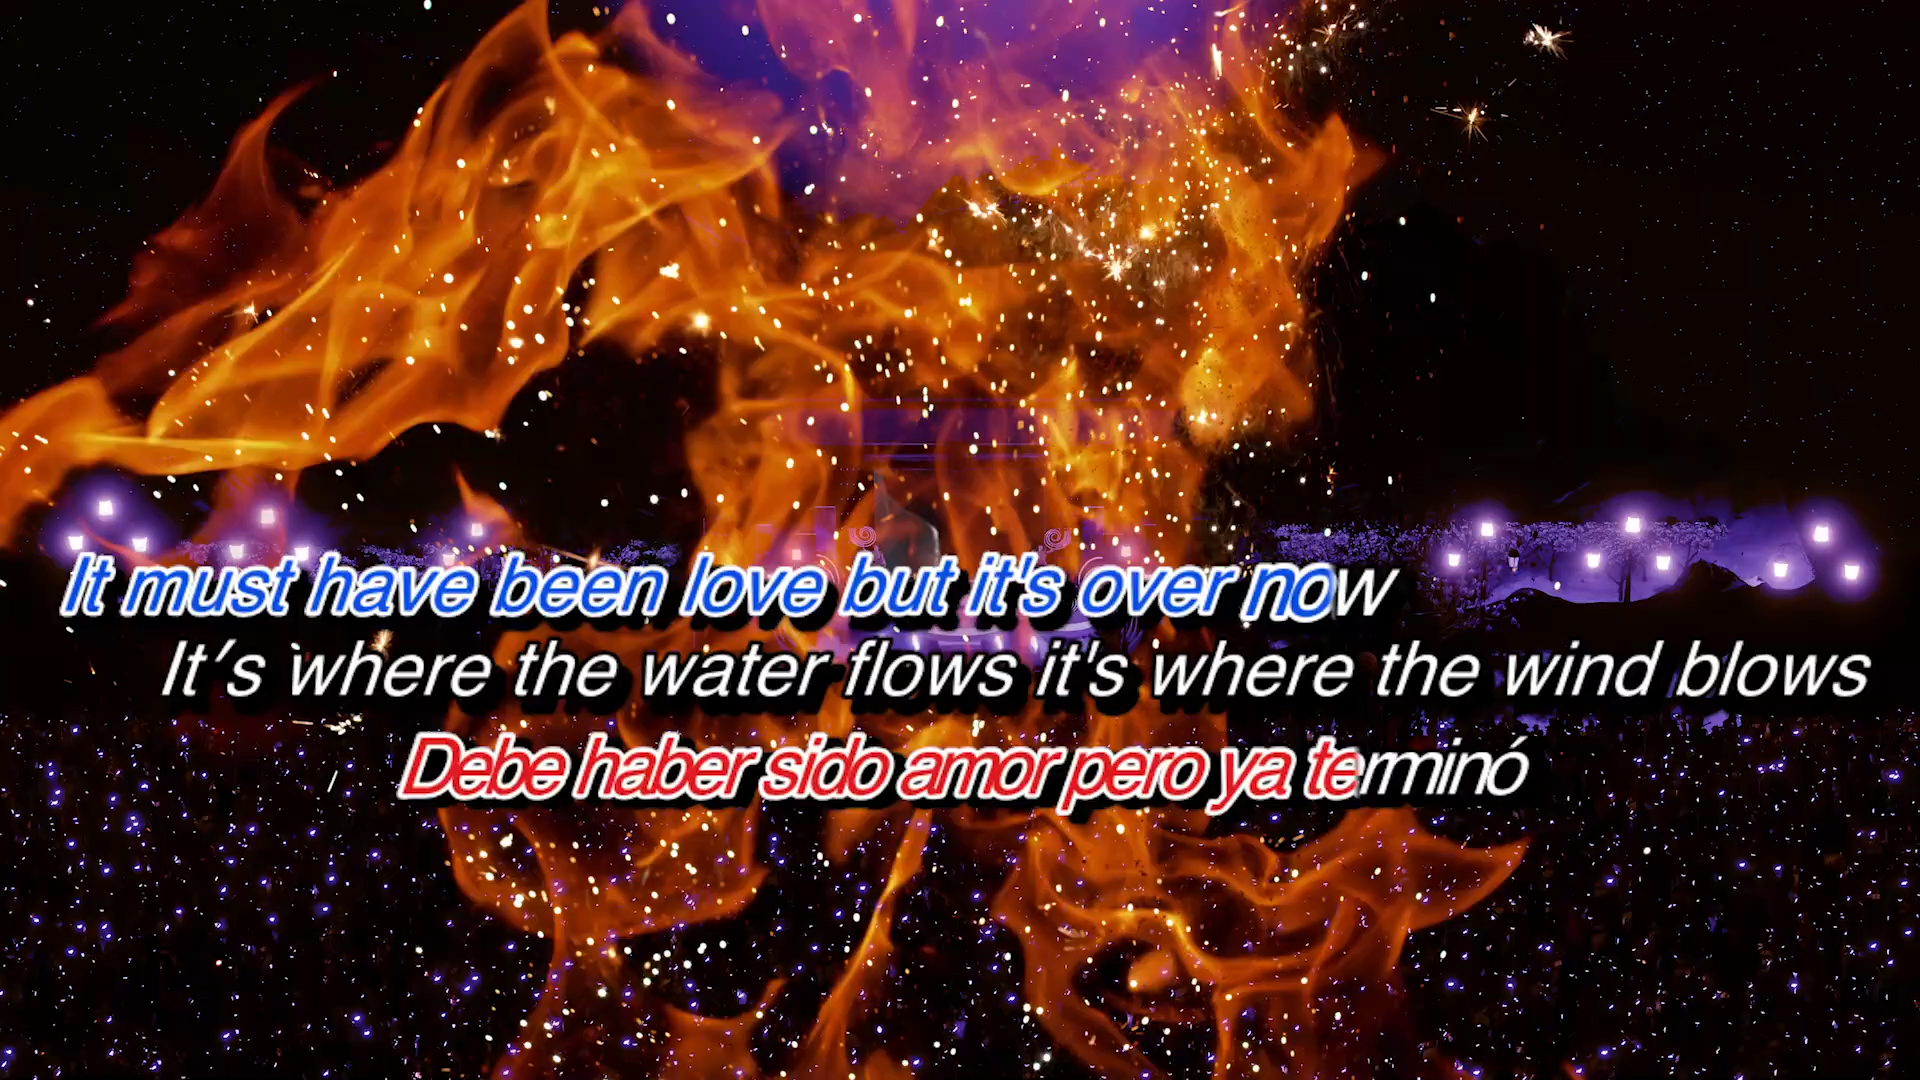 It must have been love but it's over now
It's where the water flows it's where the wind blows
Debe haber sido amor pero ya terminó